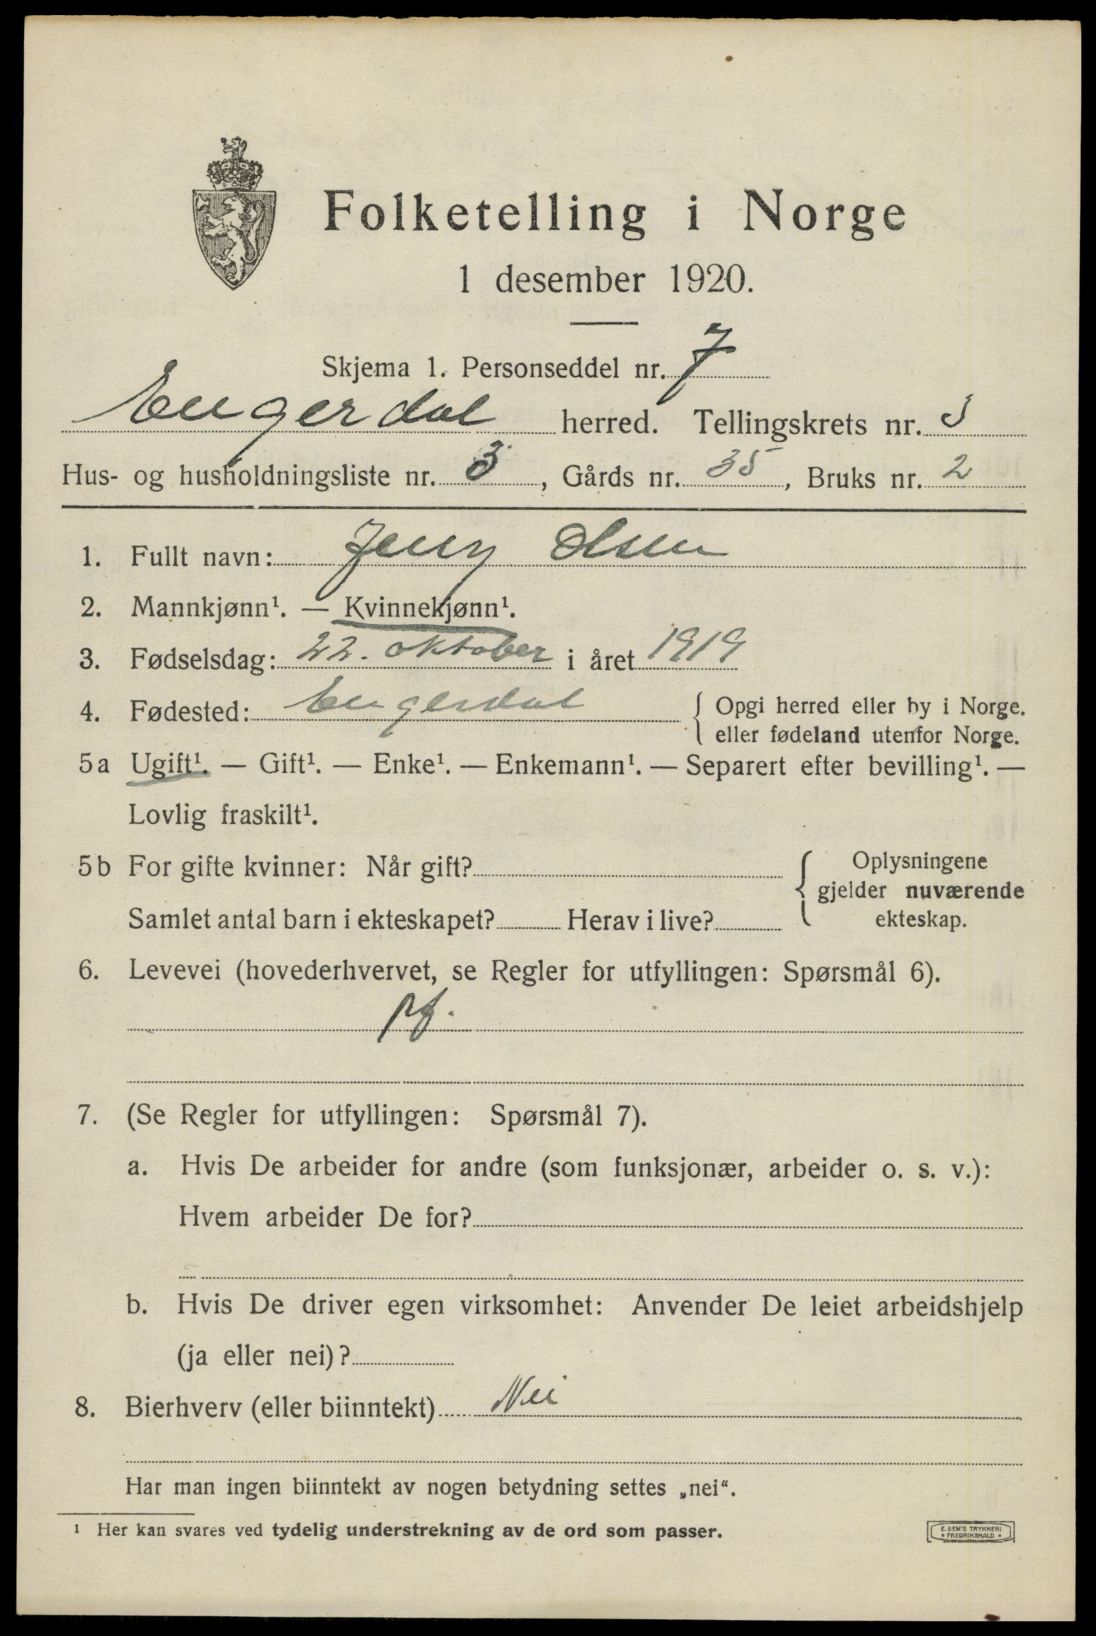 Folketelling i Norge
1 desember 1920.
Skjema 1. Personseddel nr. 7
Engerdal herred. Tellingskrets nr. 3
Hus- og husholdningsliste nr. 3, Gårds nr. 35, Bruks nr. 2
1. Fullt navn: Jeny Olsen
2. Mannkjønn¹. — Kvinnekjønn¹.
3. Fødselsdag: 22. oktober i året 1919
4. Fødested: Engerdal { Opgi herred eller by i Norge.
eller fødeland utenfor Norge.
5a Ugift¹. — Gift¹. — Enke¹. — Enkemann¹. — Separert efter bevilling¹. —
Lovlig fraskilt¹.
5b For gifte kvinner: Når gift? { Oplysningene
gjelder nuværende
ekteskap.
Samlet antal barn i ekteskapet? Herav i live?
6. Levevei (hovederhvervet, se Regler for utfyllingen: Spørsmål 6).
pf.
7. (Se Regler for utfyllingen: Spørsmål 7).
a. Hvis De arbeider for andre (som funksjonær, arbeider o. s. v.):
Hvem arbeider De for?
b. Hvis De driver egen virksomhet: Anvender De leiet arbeidshjelp
(ja eller nei)?
8. Bierhverv (eller biinntekt) Nei
Har man ingen biinntekt av nogen betydning settes „nei“.
¹ Her kan svares ved tydelig understrekning av de ord som passer.
E. SEM'S TRYKKERI
• FREDRIKSHALD •